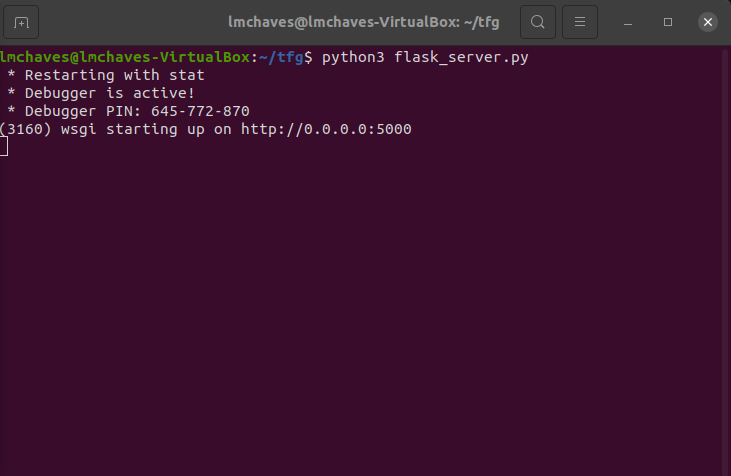 lmchaves@lmchaves-VirtualBox: ~/tfg
lmchaves@lmchaves-VirtualBox:~/tfg$ python3 flask_server.py
* Restarting with stat
* Debugger is active!
* Debugger PIN: 645-772-870
(3160) wsgi starting up on http://0.0.0.0:5000